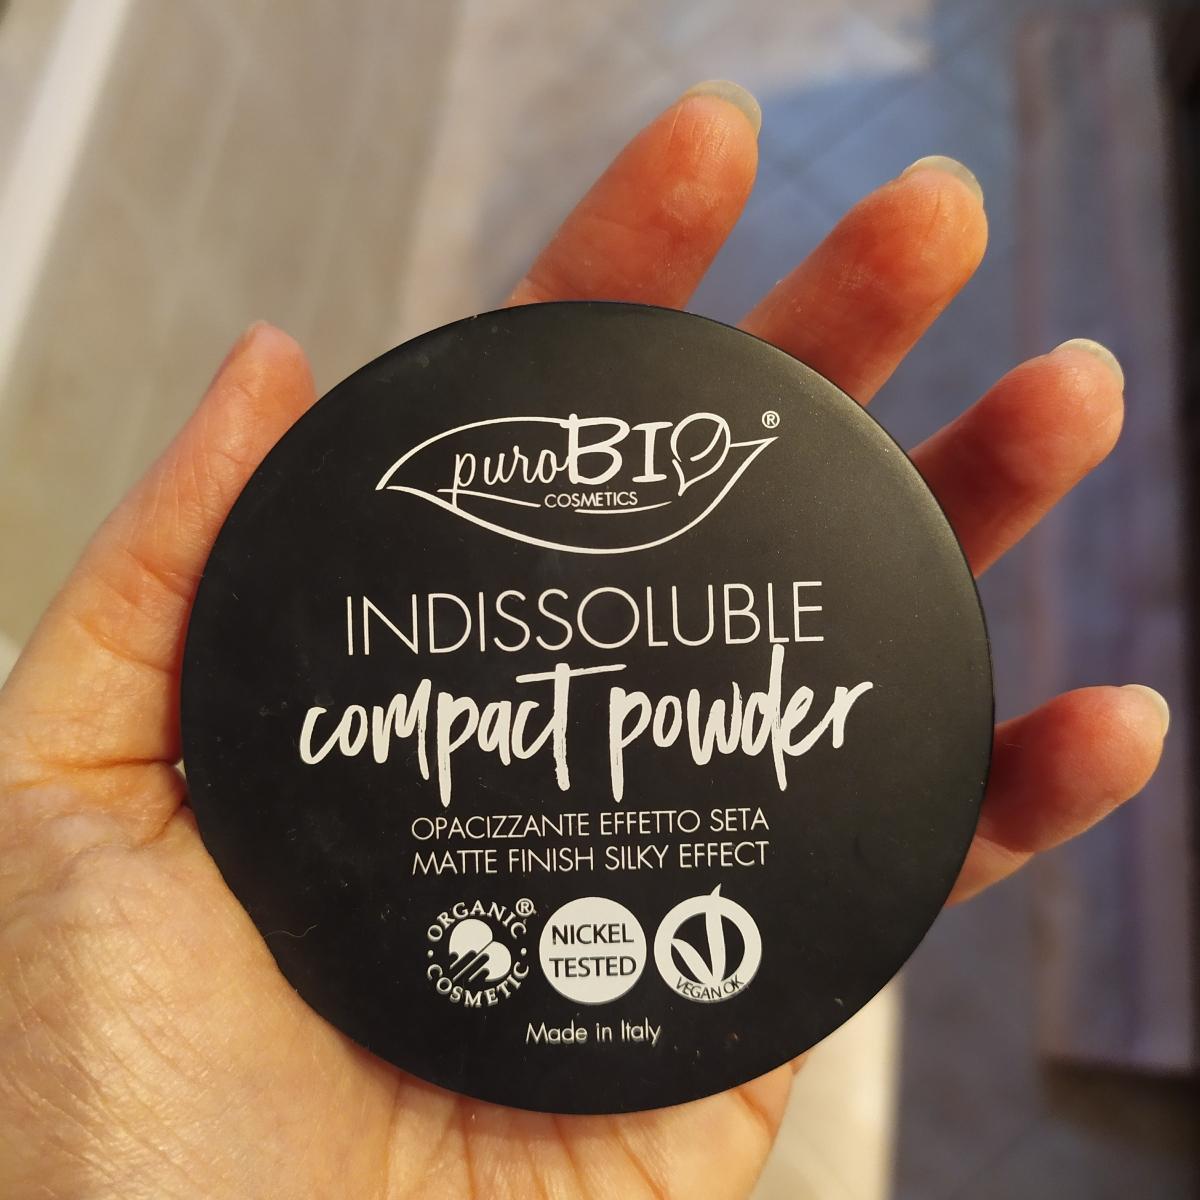 puroBIO®
COSMETICS
INDISSOLUBLE
compact powder
OPACIZZANTE EFFETTO SETA
MATTE FINISH SILKY EFFECT
ORGANIC®
COSMETIC
NICKEL
TESTED
VEGAN OK
Made in Italy